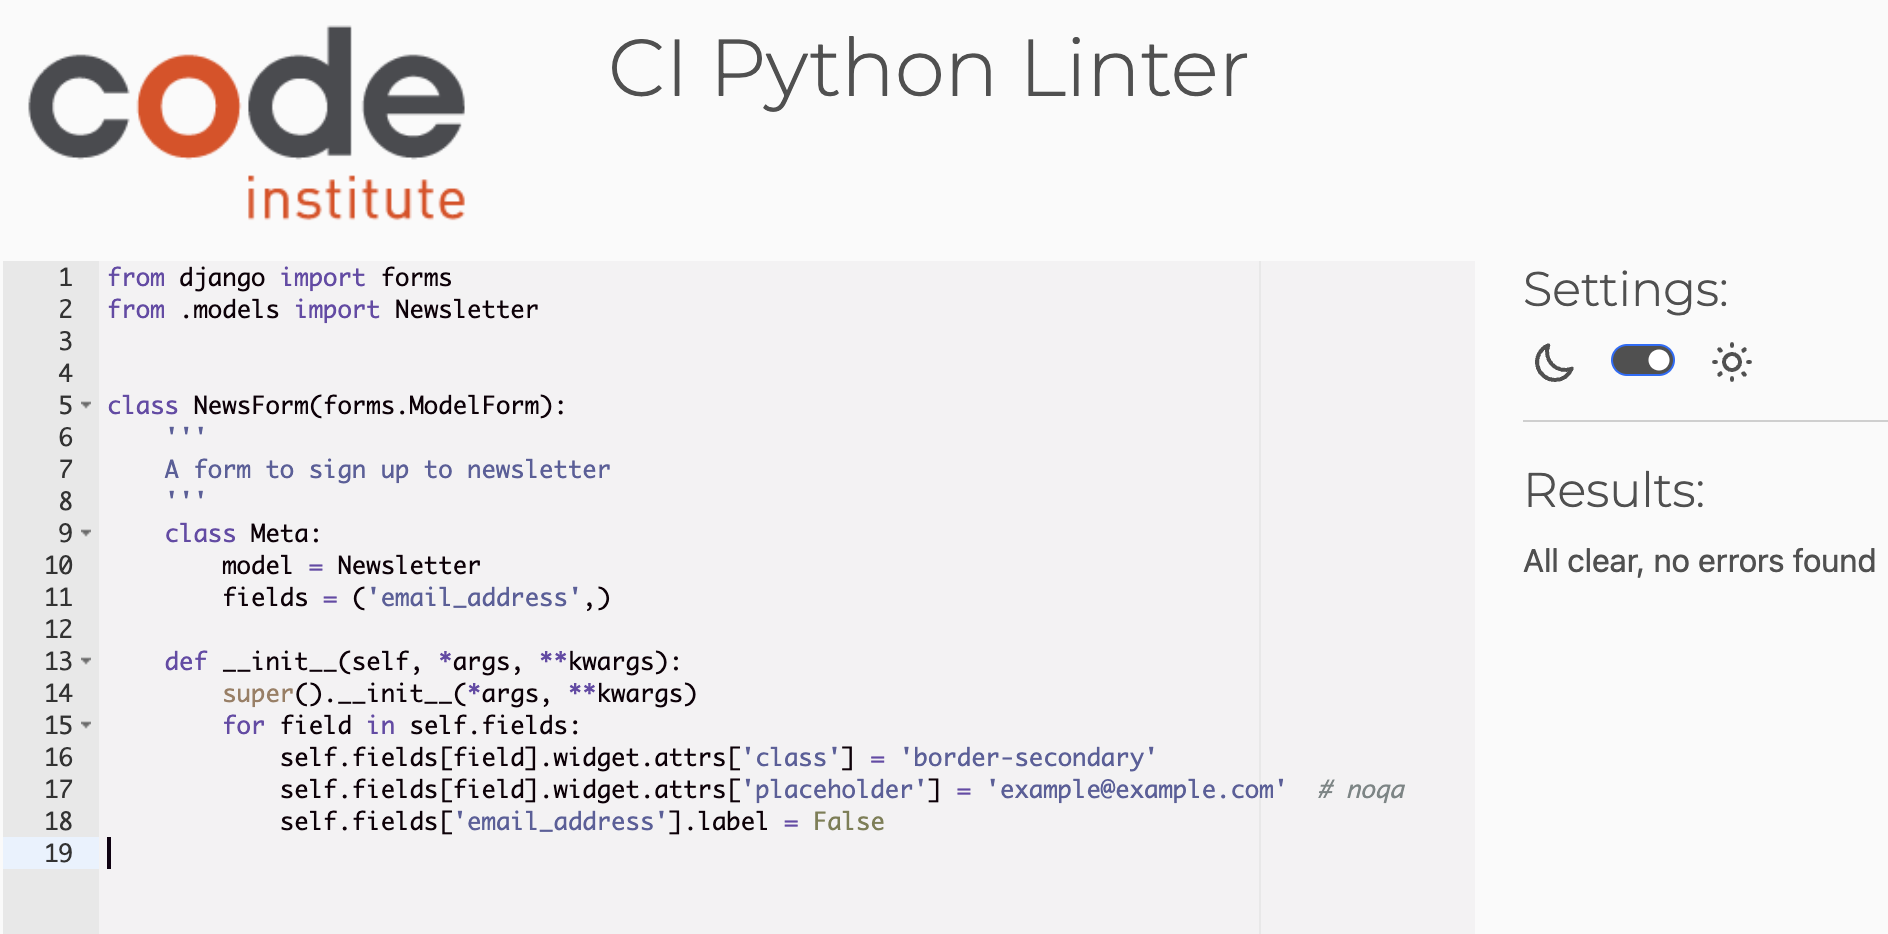 code
institute
CI Python Linter
1 from django import forms
2 from .models import Newsletter
3
4
5 class NewsForm(forms.ModelForm):
6     '''
7     A form to sign up to newsletter
8     '''
9     class Meta:
10         model = Newsletter
11         fields = ('email_address',)
12
13     def __init__(self, *args, **kwargs):
14         super().__init__(*args, **kwargs)
15         for field in self.fields:
16             self.fields[field].widget.attrs['class'] = 'border-secondary'
17             self.fields[field].widget.attrs['placeholder'] = 'example@example.com'  # noqa
18             self.fields['email_address'].label = False
19
Settings:
Results:
All clear, no errors found